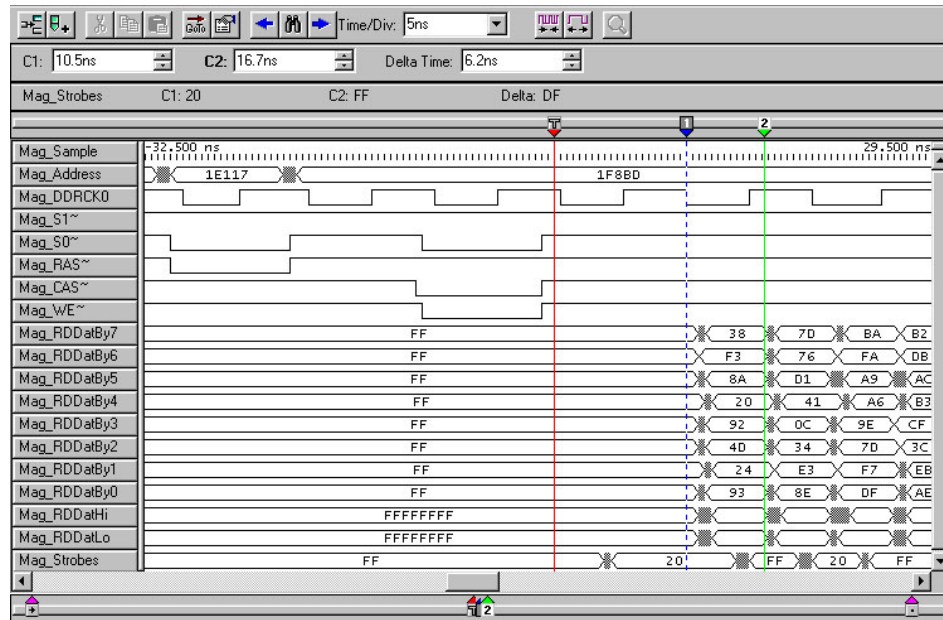 GoTo Time/Div: 5ns
C1: 10.5ns C2: 16.7ns Delta Time: 6.2ns
Mag_Strobes C1: 20 C2: FF Delta: DF
T 1 2
Mag_Sample -32.500 ns 29.500 ns
Mag_Address 1E117 1F8BD
Mag_DDRCK0
Mag_S1~
Mag_S0~
Mag_RAS~
Mag_CAS~
Mag_WE~
Mag_RDDatBy7 FF 38 7D BA B2
Mag_RDDatBy6 FF F3 76 FA DB
Mag_RDDatBy5 FF 8A D1 A9 AC
Mag_RDDatBy4 FF 20 41 A6 B3
Mag_RDDatBy3 FF 92 0C 9E CF
Mag_RDDatBy2 FF 4D 34 7D 3C
Mag_RDDatBy1 FF 24 E3 F7 EB
Mag_RDDatBy0 FF 93 8E DF AE
Mag_RDDatHi FFFFFFFF
Mag_RDDatLo FFFFFFFF
Mag_Strobes FF 20 FF 20 FF
2